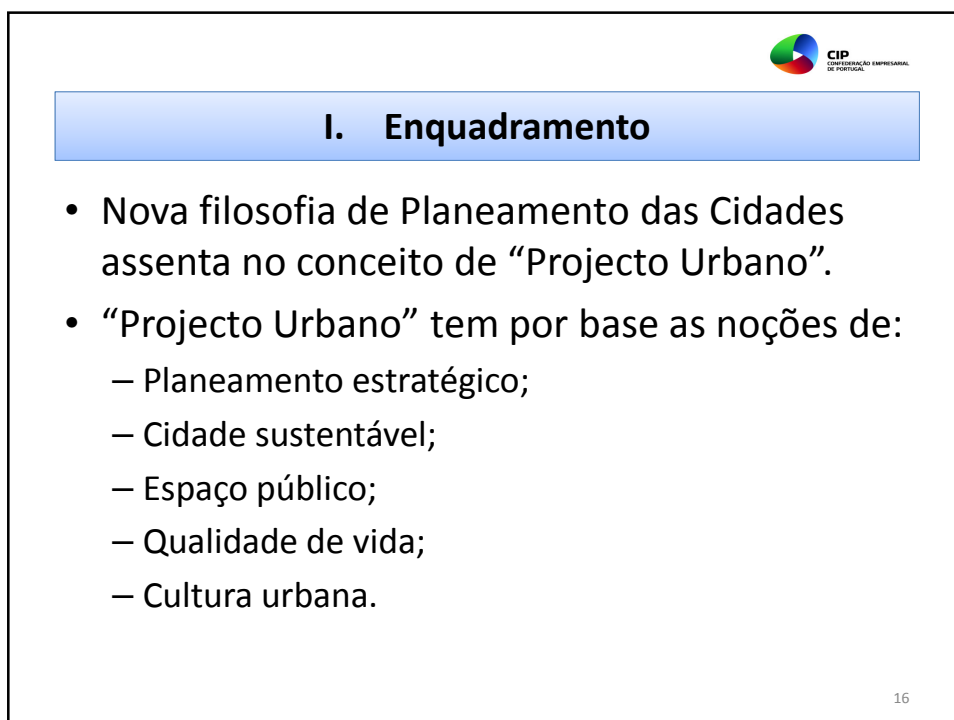 CIP
CONFEDERAÇÃO EMPRESARIAL
DE PORTUGAL
I. Enquadramento
• Nova filosofia de Planeamento das Cidades
assenta no conceito de “Projecto Urbano”.
• “Projecto Urbano” tem por base as noções de:
– Planeamento estratégico;
– Cidade sustentável;
– Espaço público;
– Qualidade de vida;
– Cultura urbana.
16